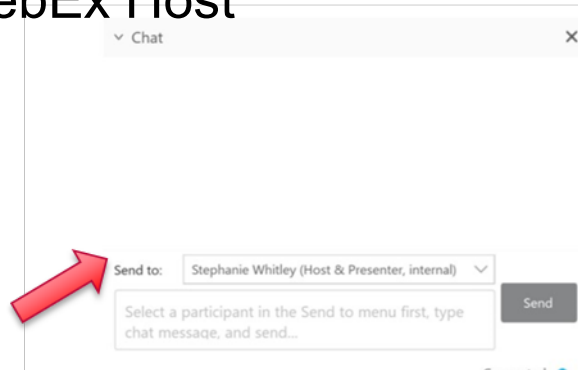 ebEx Host
Chat
Send to: Stephanie Whitley (Host & Presenter, internal)
Select a participant in the Send to menu first, type
chat message, and send...
Send